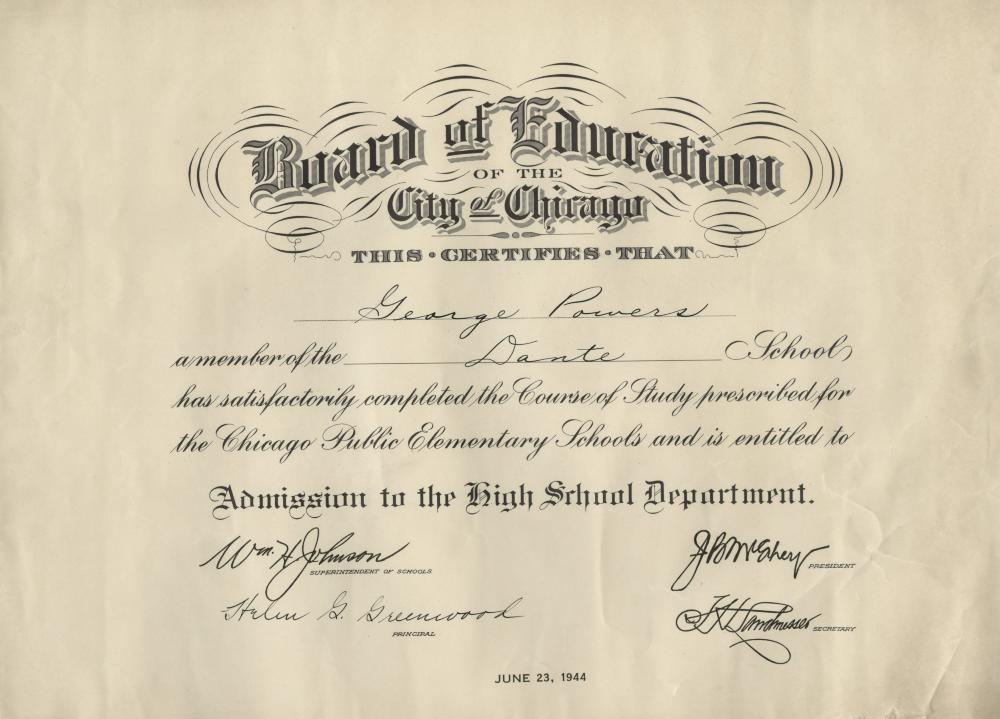 Board of Education
OF THE
City of Chicago
THIS · CERTIFIES · THAT
George Powers
a member of the Dante School
has satisfactorily completed the Course of Study prescribed for
the Chicago Public Elementary Schools and is entitled to
Admission to the High School Department.
Wm. H. Johnson
SUPERINTENDENT OF SCHOOLS
PRESIDENT
Helen G. Greenwood
PRINCIPAL
SECRETARY
JUNE 23, 1944